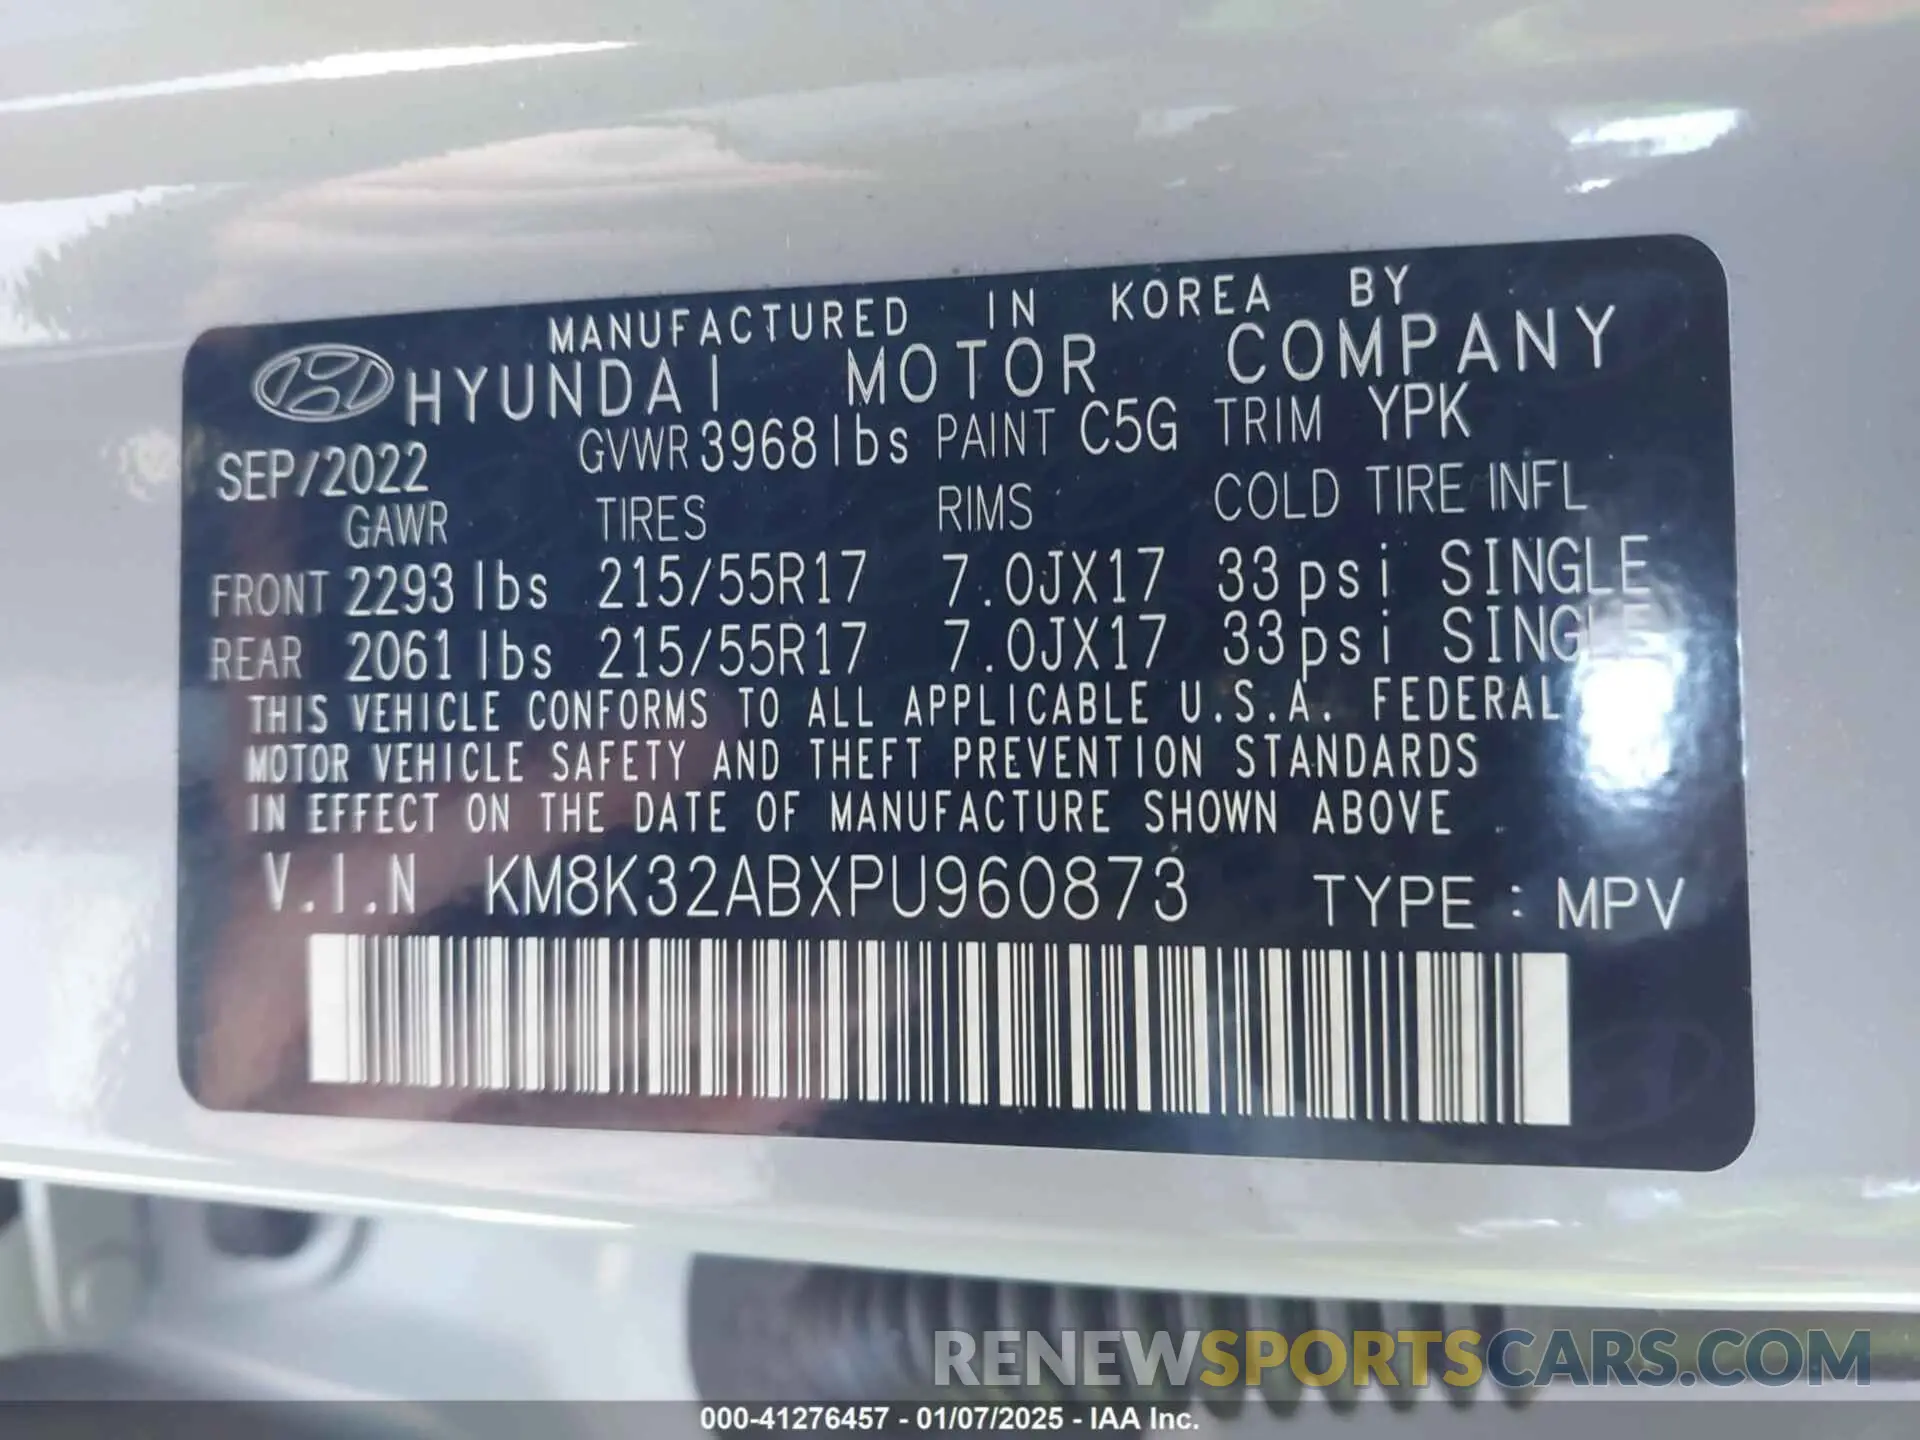 MANUFACTURED IN KOREA BY
HYUNDAI MOTOR COMPANY
SEP/2022 GVWR 3968lbs PAINT C5G TRIM YPK
GAWR TIRES RIMS COLD TIRE INFL
FRONT 2293 lbs 215/55R17 7.0JX17 33psi SINGLE
REAR 2061 lbs 215/55R17 7.0JX17 33psi SINGLE
THIS VEHICLE CONFORMS TO ALL APPLICABLE U.S.A. FEDERAL
MOTOR VEHICLE SAFETY AND THEFT PREVENTION STANDARDS
IN EFFECT ON THE DATE OF MANUFACTURE SHOWN ABOVE.
V.I.N KM8K32ABXPU960873 TYPE : MPV
RENEWSPORTSCARS.COM
000-41276457 - 01/07/2025 - IAA Inc.